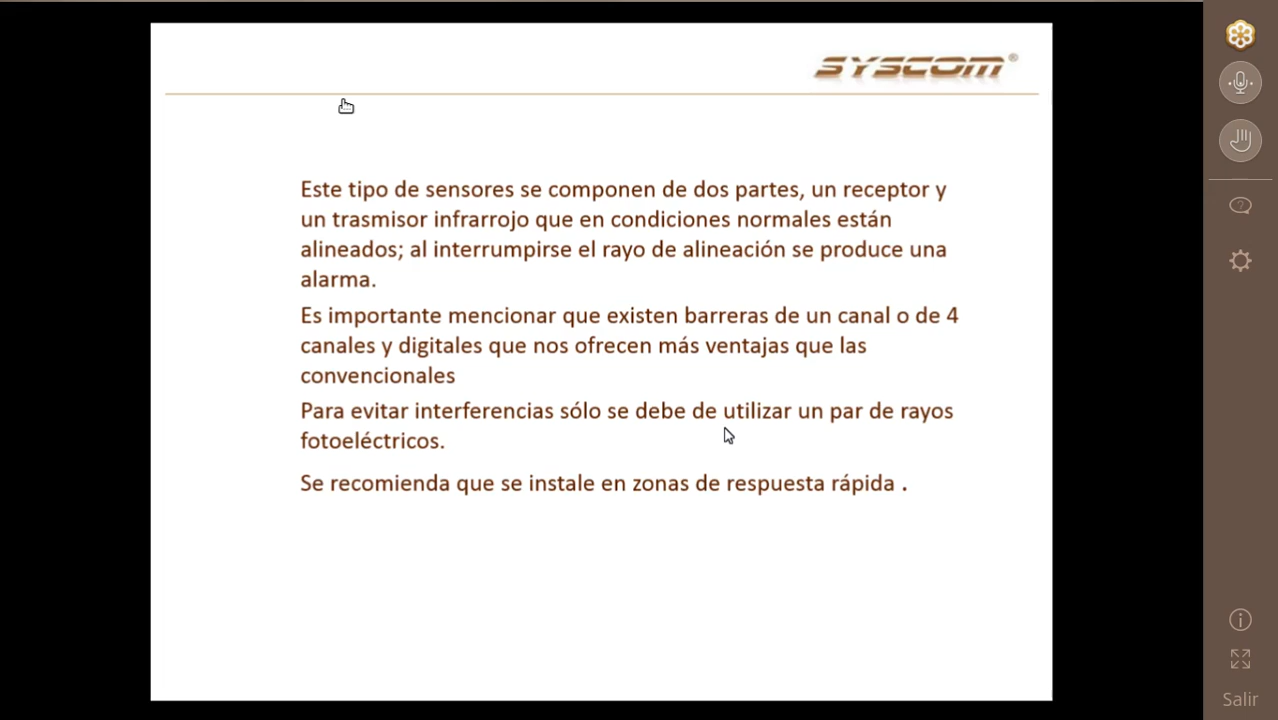 SYSCOM®
Este tipo de sensores se componen de dos partes, un receptor y
un trasmisor infrarrojo que en condiciones normales están
alineados; al interrumpirse el rayo de alineación se produce una
alarma.
Es importante mencionar que existen barreras de un canal o de 4
canales y digitales que nos ofrecen más ventajas que las
convencionales
Para evitar interferencias sólo se debe de utilizar un par de rayos
fotoeléctricos.
Se recomienda que se instale en zonas de respuesta rápida .
Salir